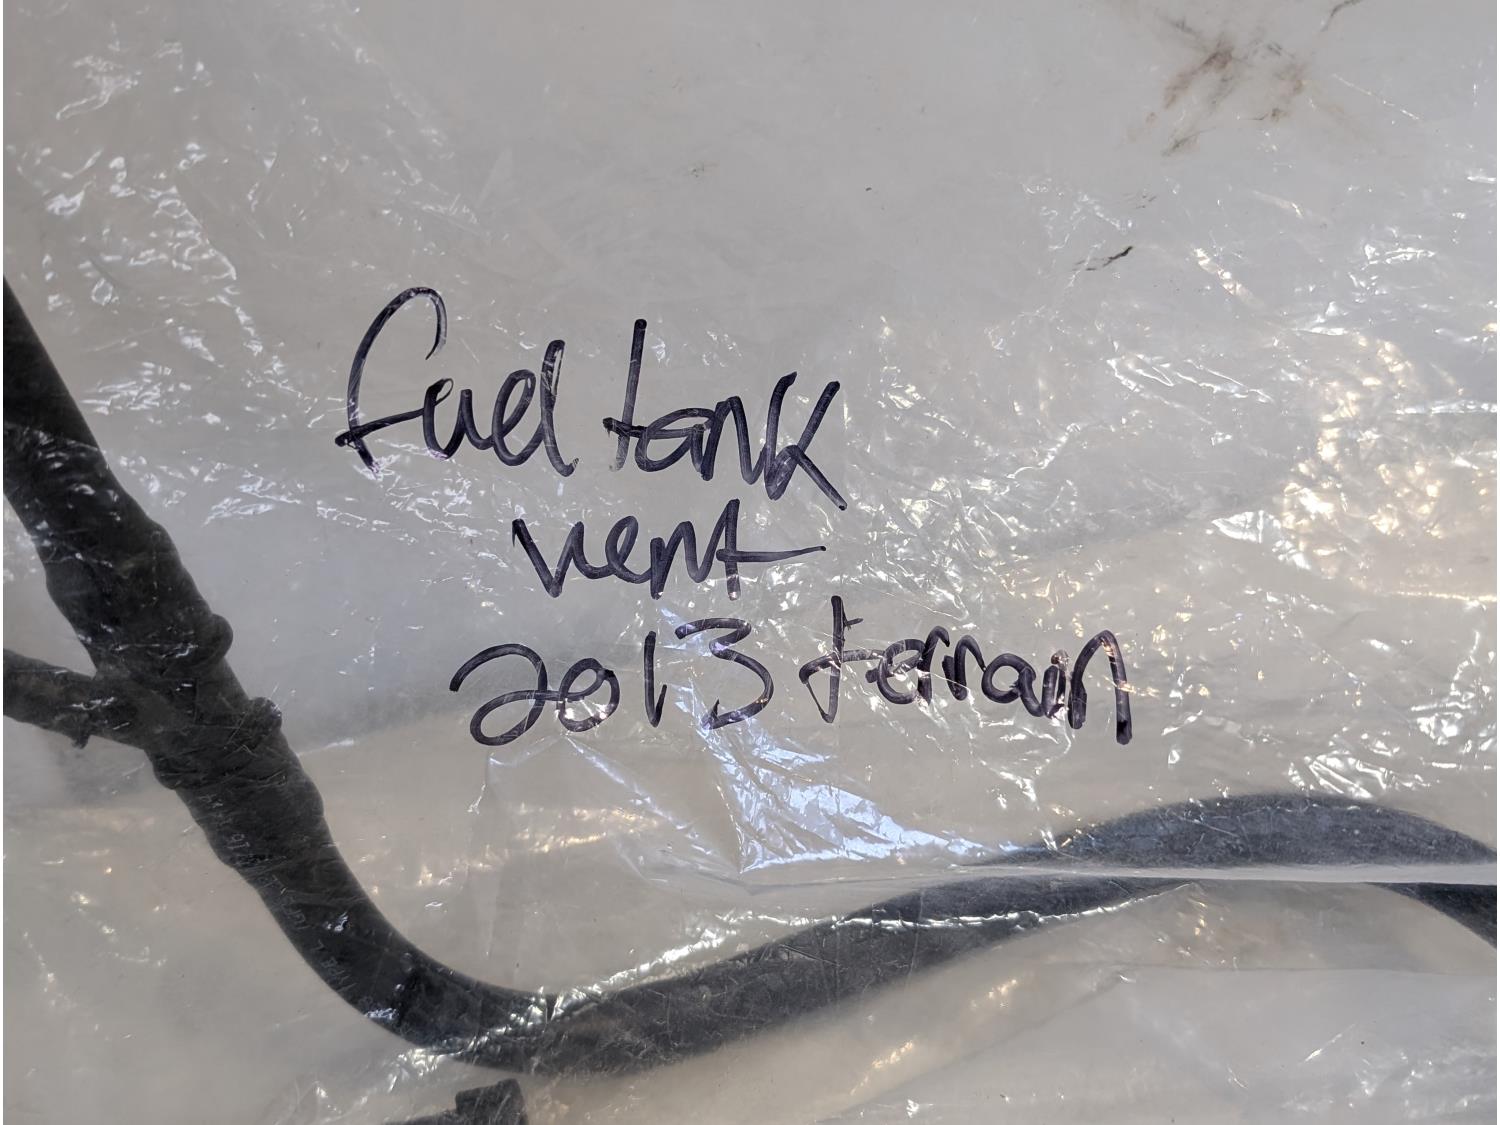 fuel tank
vent
2013 terrain